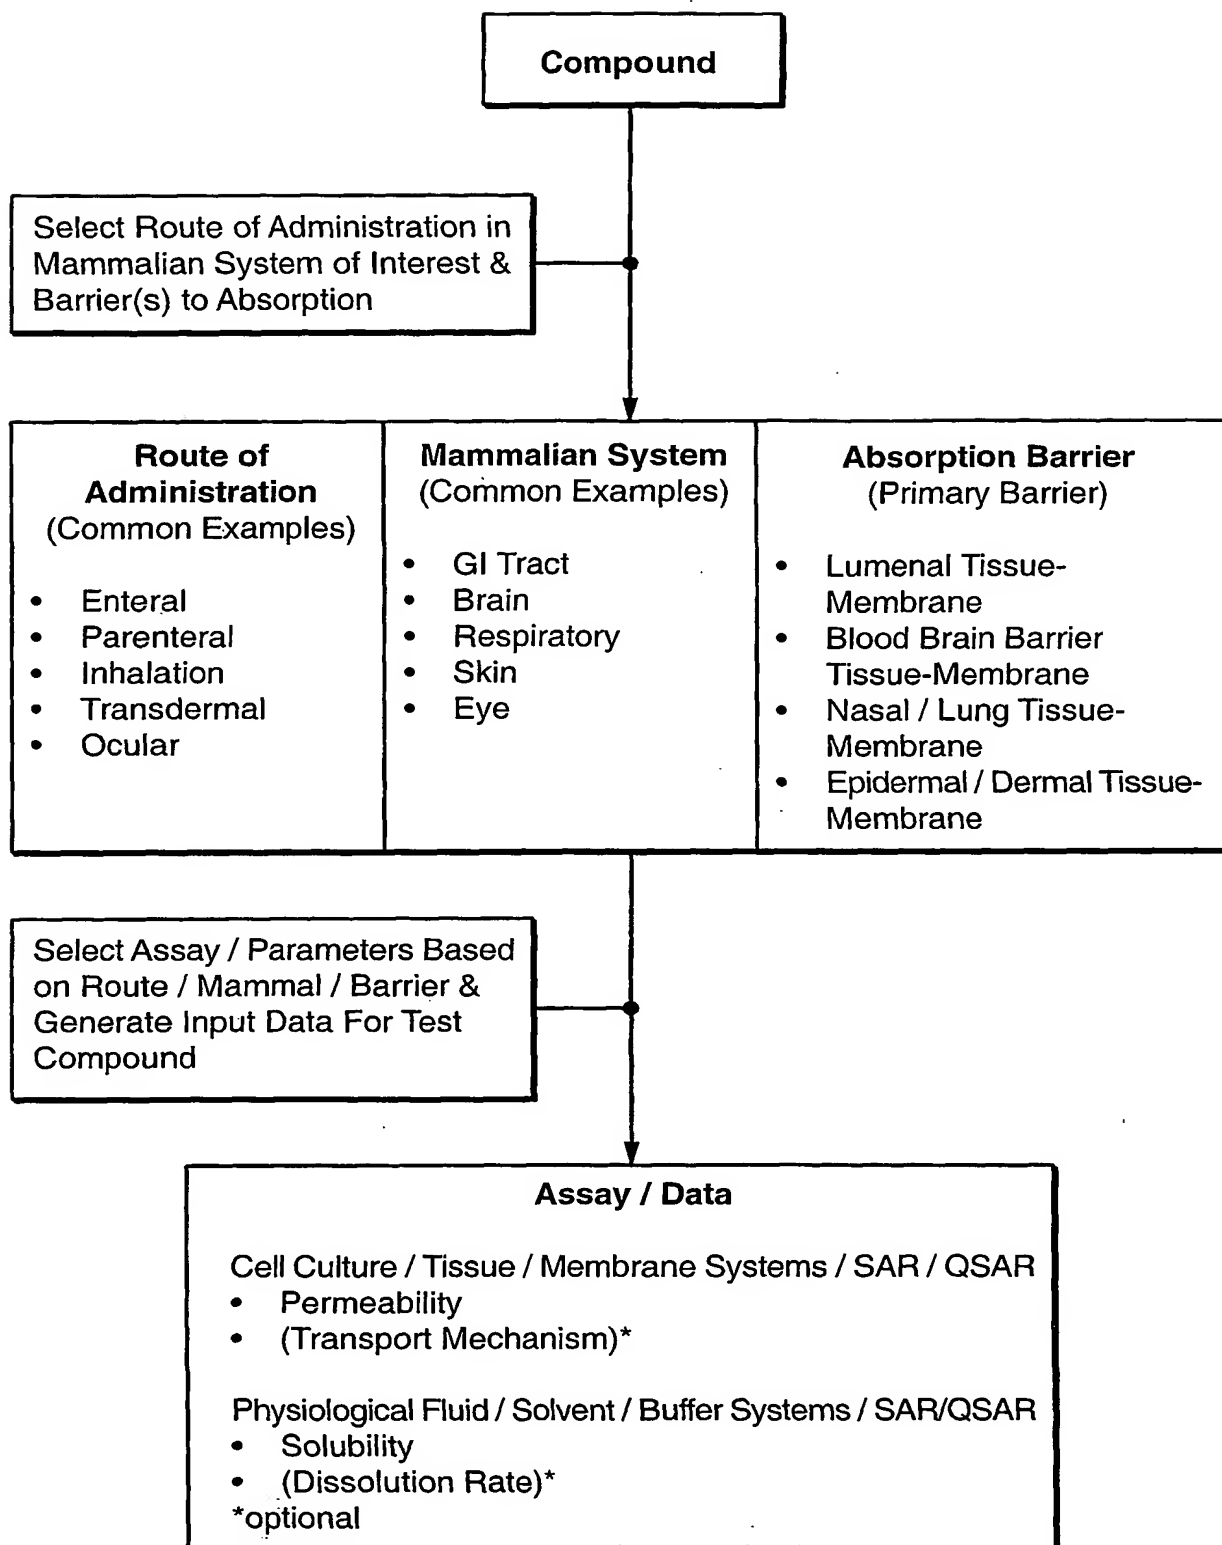 Compound
Select Route of Administration in
Mammalian System of Interest &
Barrier(s) to Absorption
Route of
Administration
(Common Examples)
• Enteral
• Parenteral
• Inhalation
• Transdermal
• Ocular
Mammalian System
(Common Examples)
• GI Tract
• Brain
• Respiratory
• Skin
• Eye
Absorption Barrier
(Primary Barrier)
• Lumenal Tissue-
Membrane
• Blood Brain Barrier
Tissue-Membrane
• Nasal / Lung Tissue-
Membrane
• Epidermal / Dermal Tissue-
Membrane
Select Assay / Parameters Based
on Route / Mammal / Barrier &
Generate Input Data For Test
Compound
Assay / Data
Cell Culture / Tissue / Membrane Systems / SAR / QSAR
• Permeability
• (Transport Mechanism)*
Physiological Fluid / Solvent / Buffer Systems / SAR/QSAR
• Solubility
• (Dissolution Rate)*
*optional